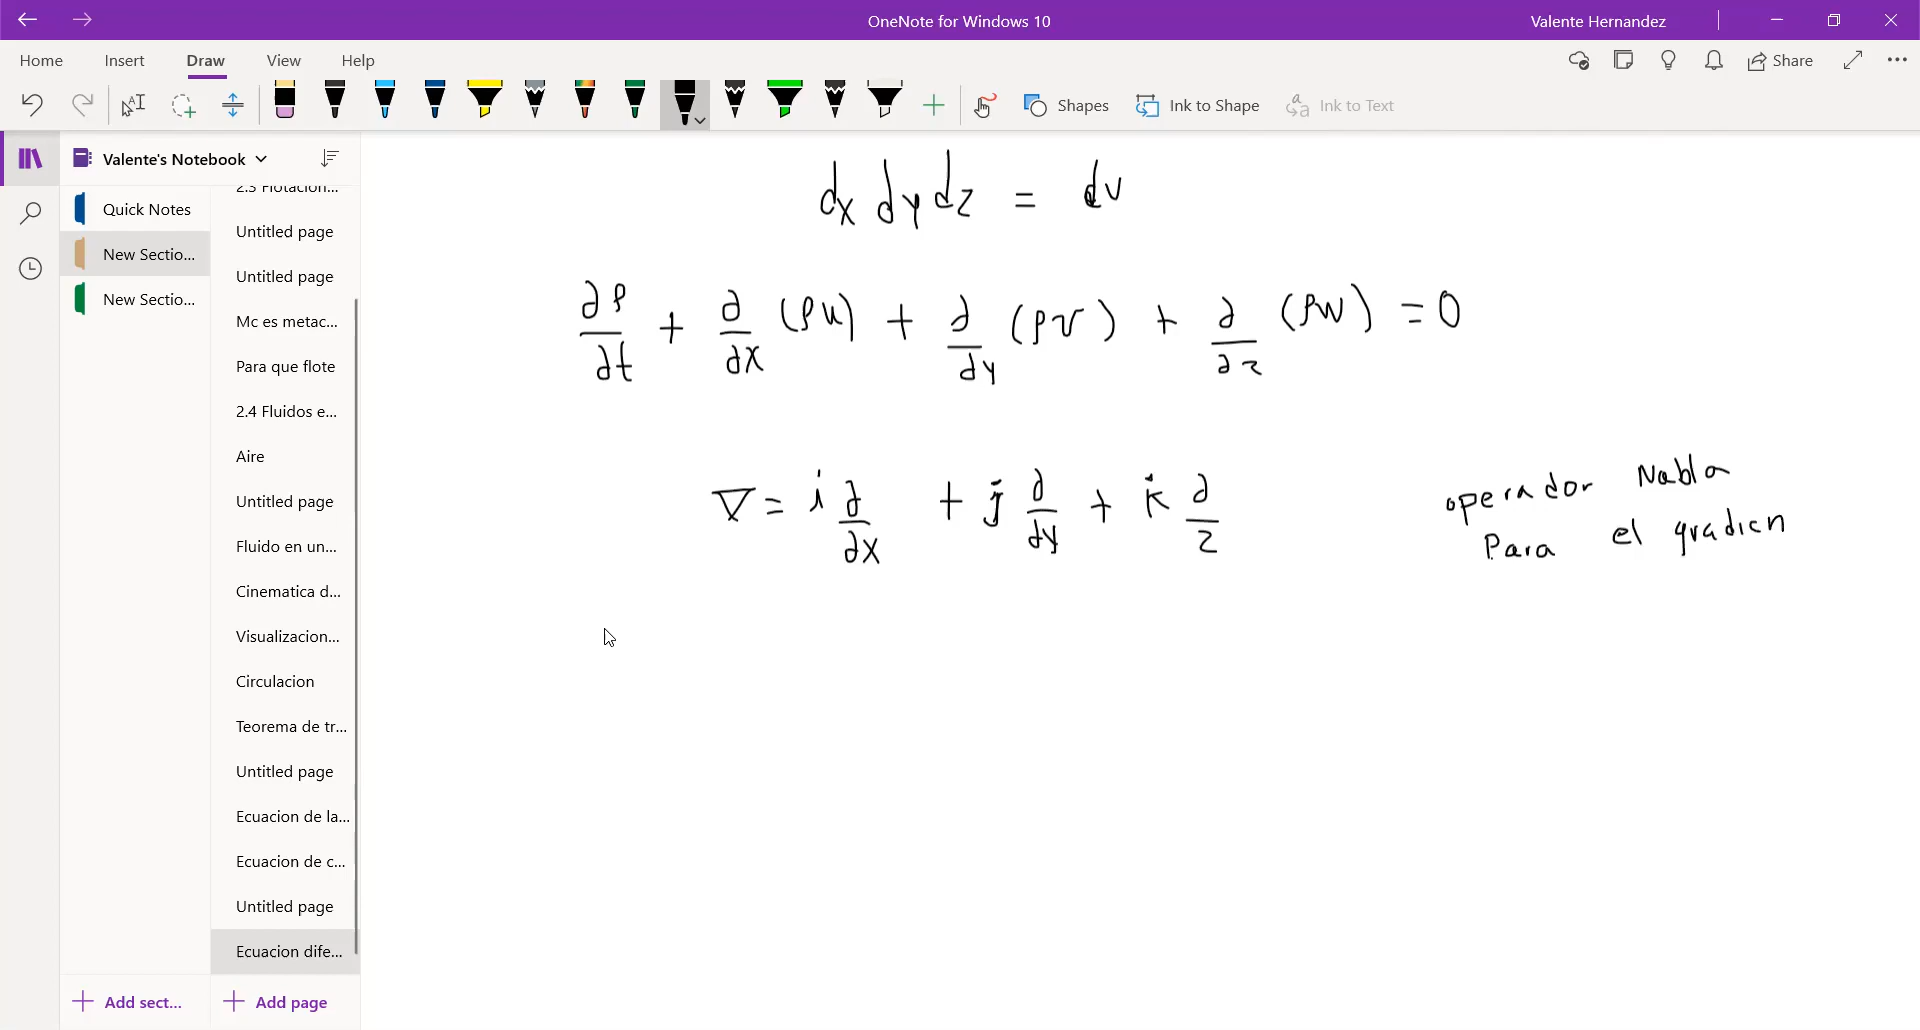 OneNote for Windows 10
Valente Hernandez
Home Insert Draw View Help
Share
Shapes Ink to Shape Ink to Text
Valente's Notebook
Quick Notes
New Sectio...
New Sectio...
2.3 Flotacion...
Untitled page
Untitled page
Mc es metac...
Para que flote
2.4 Fluidos e...
Aire
Untitled page
Fluido en un...
Cinematica d...
Visualizacion...
Circulacion
Teorema de tr...
Untitled page
Ecuacion de la...
Ecuacion de c...
Untitled page
Ecuacion dife...
Add sect... Add page
dx dy dz = dv
∂ρ/∂t + ∂/∂x (ρu) + ∂/∂y (ρv) + ∂/∂z (ρw) = 0
∇ = i ∂/∂x + j ∂/∂y + k ∂/z
operador Nabla
Para el gradien